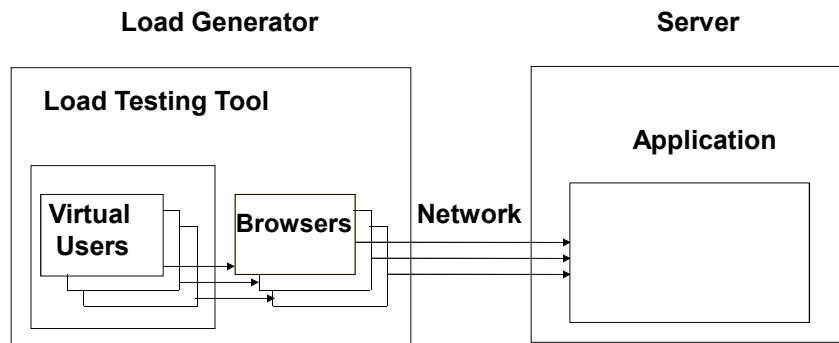 Load Generator
Server
Load Testing Tool
Application
Virtual
Users
Browsers
Network